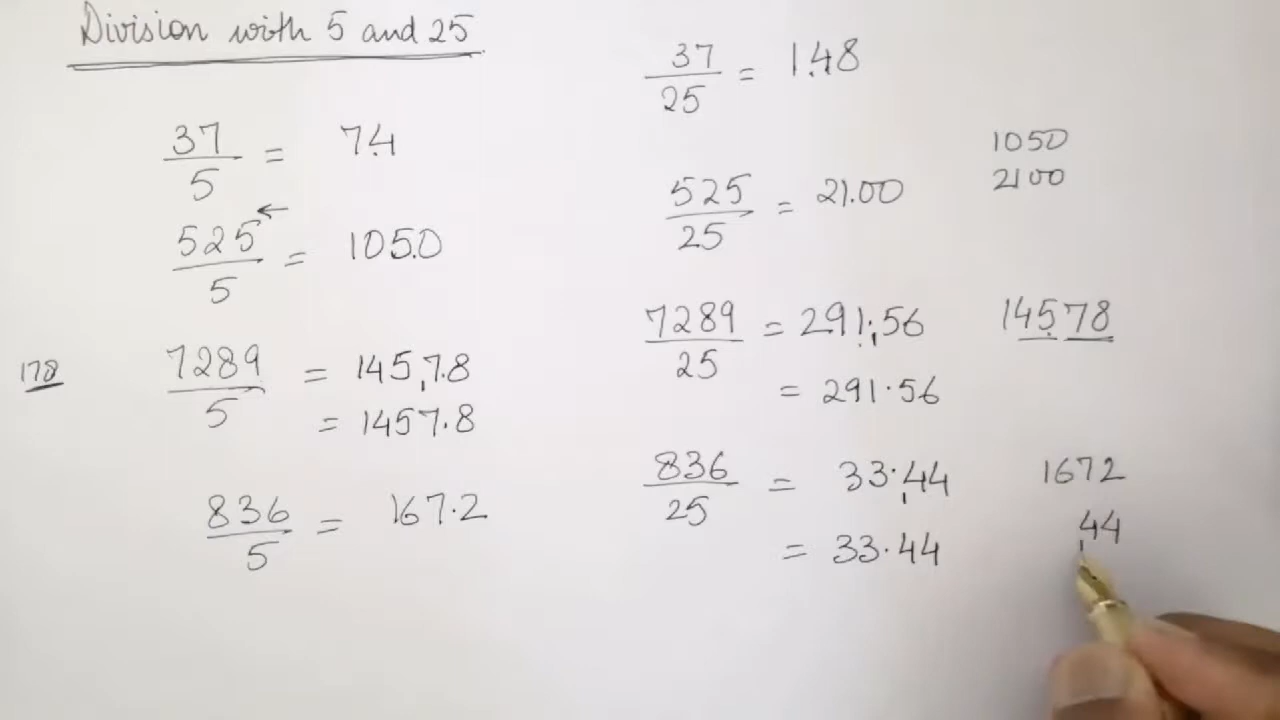 Division with 5 and 25
37/5 = 7.4
525/5 = 105.0
178
7289/5 = 145,7.8
= 1457.8
836/5 = 167.2
37/25 = 1.48
525/25 = 21.00
1050
2100
7289/25 = 291.,56
14578
= 291.56
836/25 = 33.,44
1672
= 33.44
,44